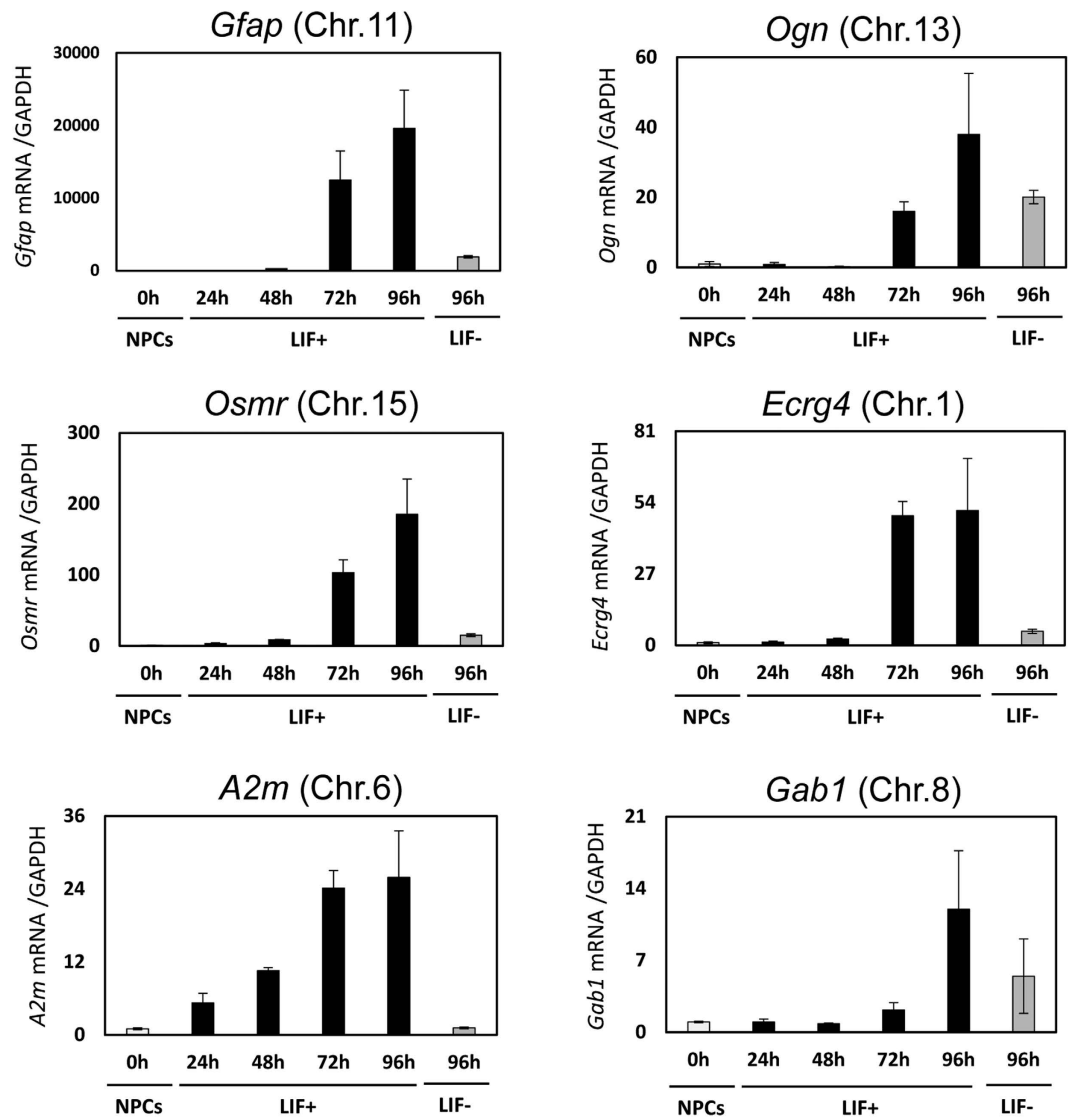 Gfap (Chr.11)
Gfap mRNA /GAPDH
30000
20000
10000
0
0h 24h 48h 72h 96h 96h
NPCs LIF+ LIF-
Ogn (Chr.13)
Ogn mRNA /GAPDH
60
40
20
0
0h 24h 48h 72h 96h 96h
NPCs LIF+ LIF-
Osmr (Chr.15)
Osmr mRNA /GAPDH
300
200
100
0
0h 24h 48h 72h 96h 96h
NPCs LIF+ LIF-
Ecrg4 (Chr.1)
Ecrg4 mRNA /GAPDH
81
54
27
0
0h 24h 48h 72h 96h 96h
NPCs LIF+ LIF-
A2m (Chr.6)
A2m mRNA /GAPDH
36
24
12
0
0h 24h 48h 72h 96h 96h
NPCs LIF+ LIF-
Gab1 (Chr.8)
Gab1 mRNA /GAPDH
21
14
7
0
0h 24h 48h 72h 96h 96h
NPCs LIF+ LIF-